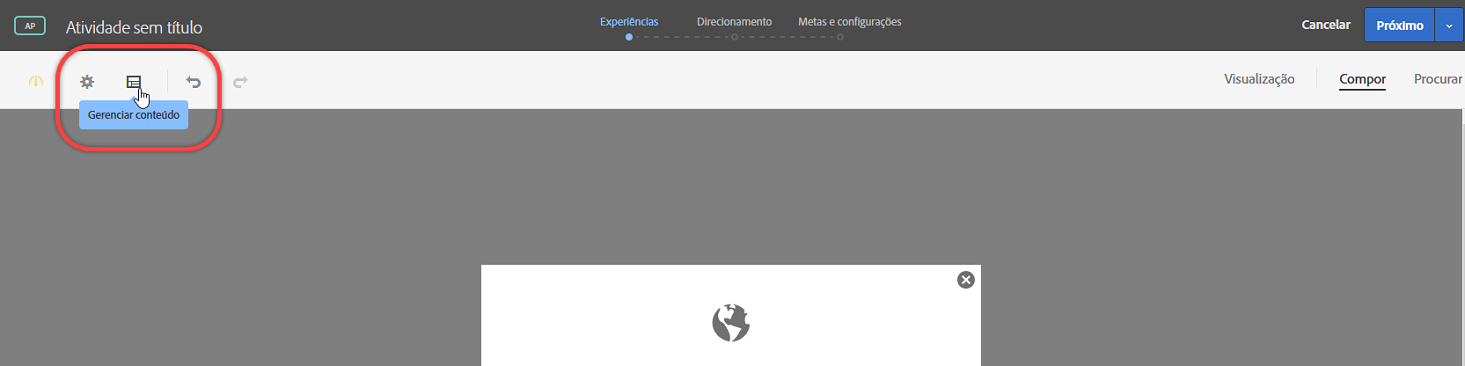 AP
Atividade sem título
Experiências
Direcionamento
Metas e configurações
Cancelar
Próximo
Visualização
Compor
Procurar
Gerenciar conteúdo